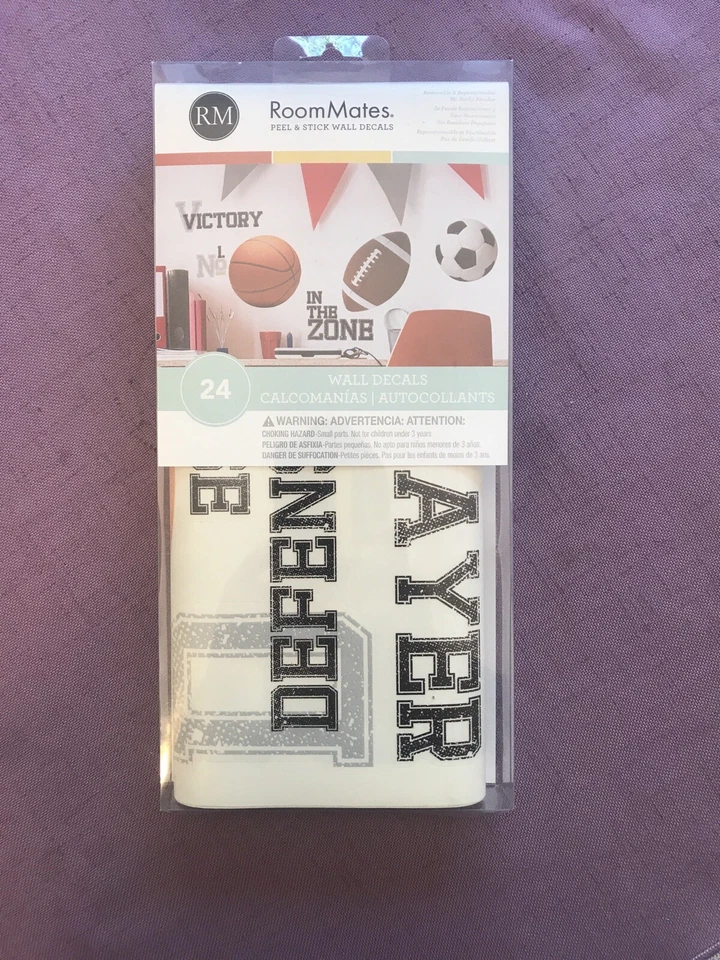 RM
RoomMates®
PEEL & STICK WALL DECALS
VICTORY
No 1
IN
THE
ZONE
24
WALL DECALS
CALCOMANÍAS | AUTOCOLLANTS
WARNING: ADVERTENCIA: ATTENTION:
CHOKING HAZARD-Small parts. Not for children under 3 years
PELIGRO DE ASFIXIA-Partes pequeñas. No apto para niños menores de 3 años.
DANGER DE SUFFOCATION-Petites pièces. Pas pour les enfants de moins de 3 ans.
SE
DEFENS
AYER
D